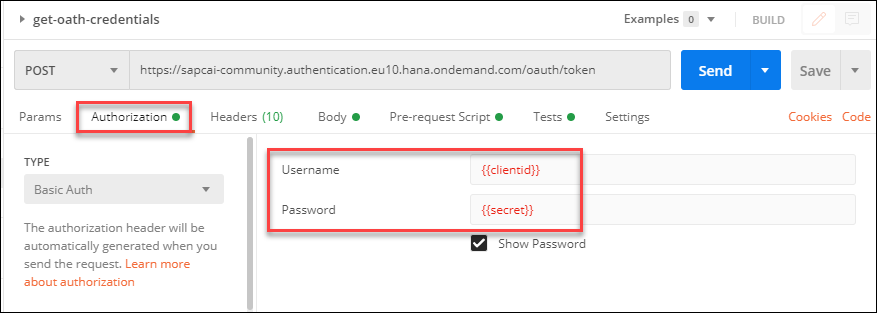 get-oath-credentials
Examples 0 BUILD
POST https://sapcai-community.authentication.eu10.hana.ondemand.com/oauth/token Send Save
Params Authorization Headers (10) Body Pre-request Script Tests Settings Cookies Code
TYPE
Basic Auth
The authorization header will be
automatically generated when you
send the request. Learn more
about authorization
Username {{clientid}}
Password {{secret}}
Show Password